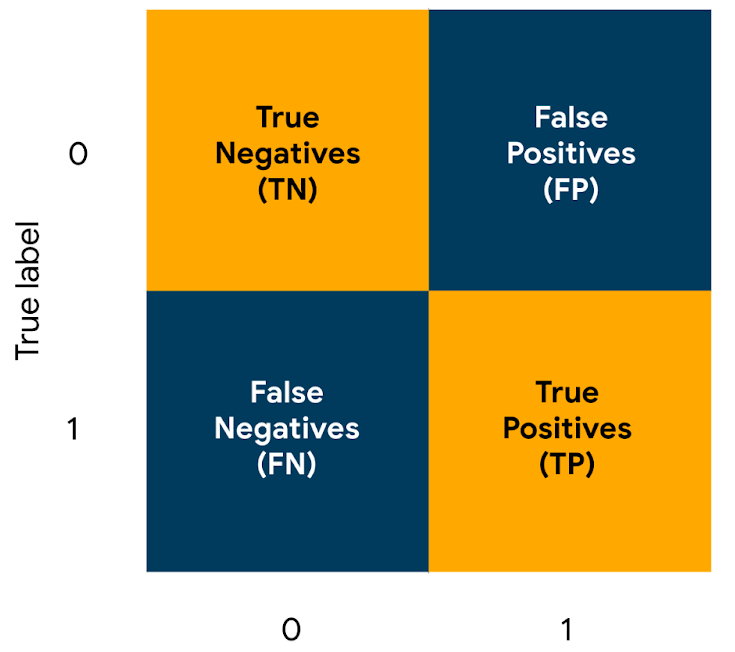 True
Negatives
(TN)
False
Positives
(FP)
0
True label
False
Negatives
(FN)
True
Positives
(TP)
1
0
1